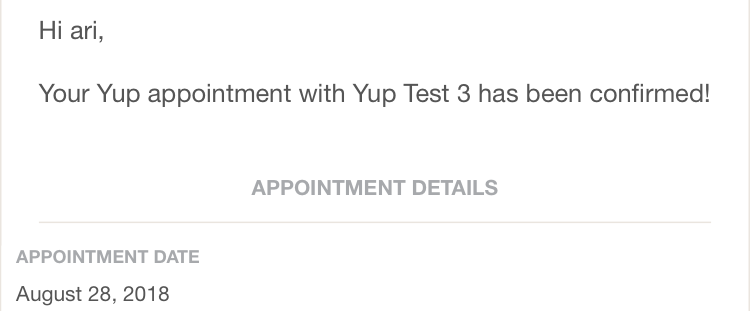 Hi ari,
Your Yup appointment with Yup Test 3 has been confirmed!
APPOINTMENT DETAILS
APPOINTMENT DATE
August 28, 2018